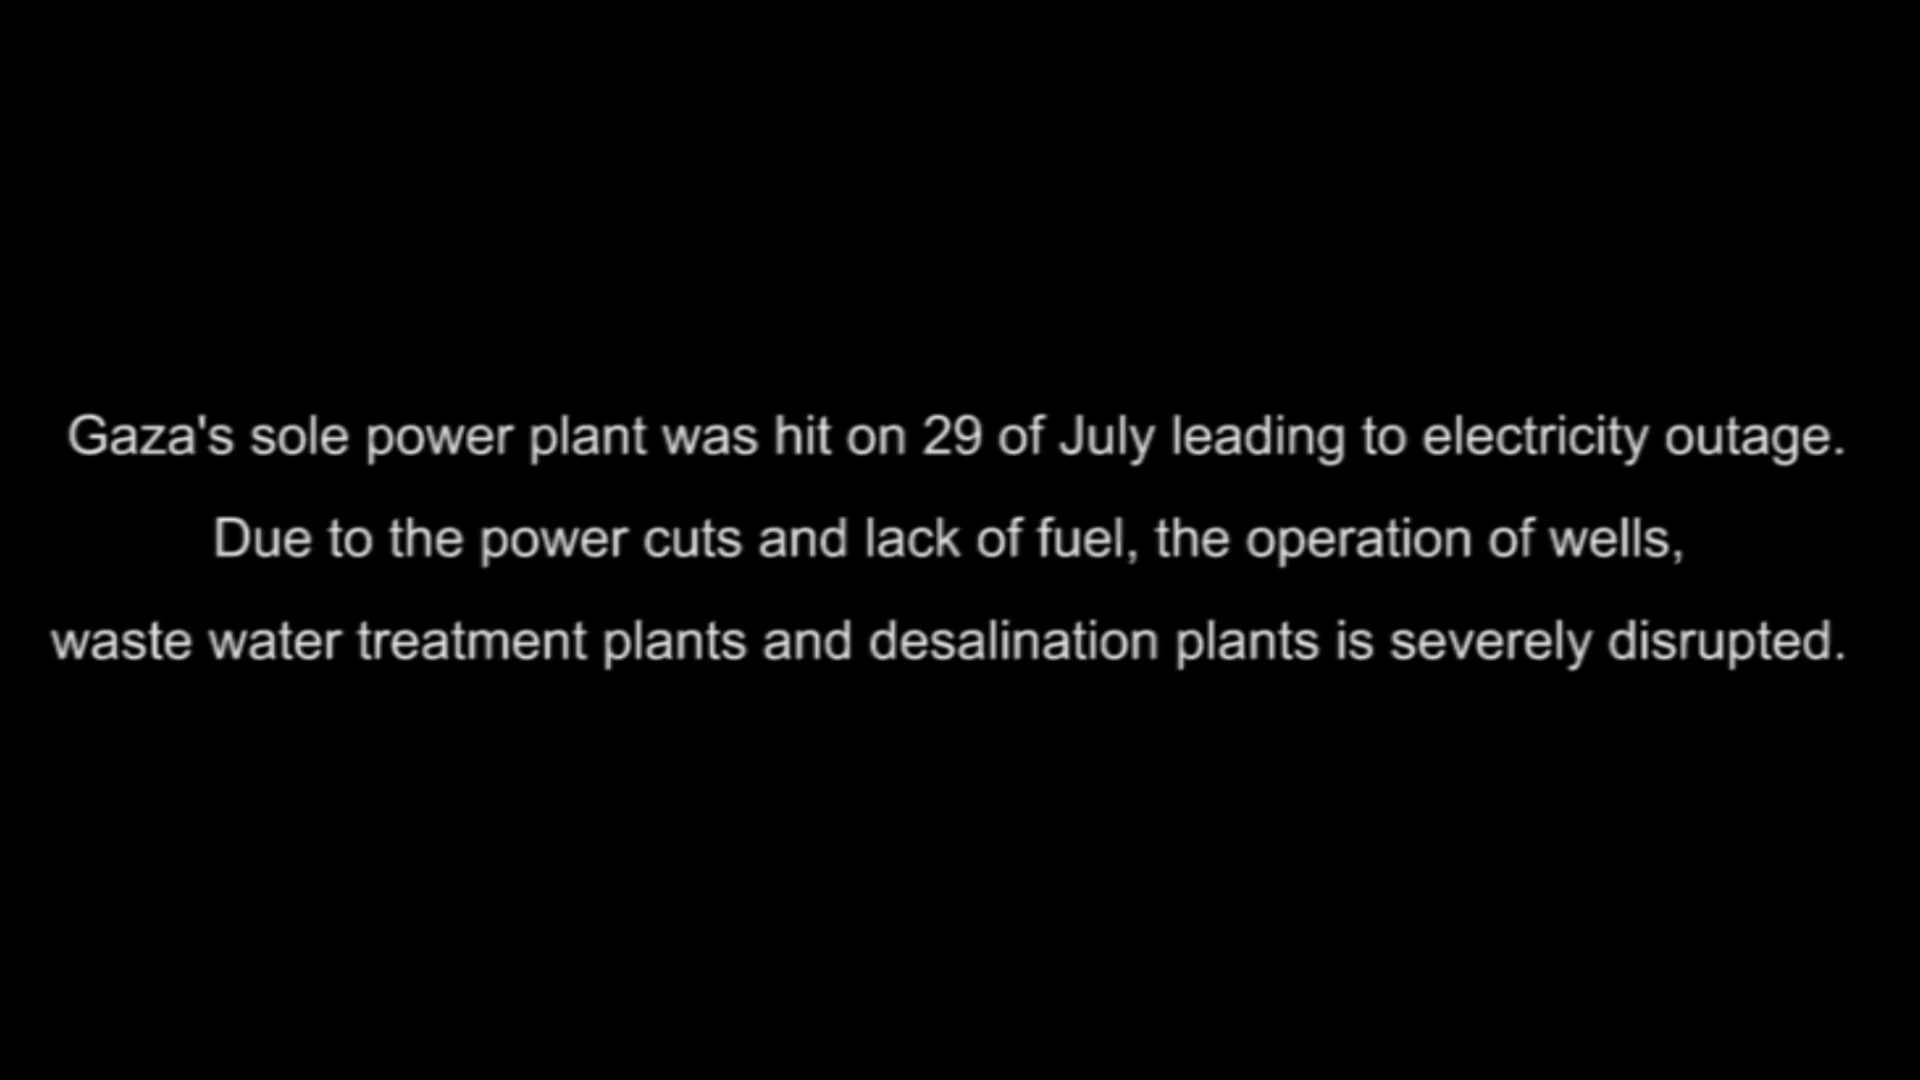 Gaza's sole power plant was hit on 29 of July leading to electricity outage.
Due to the power cuts and lack of fuel, the operation of wells,
waste water treatment plants and desalination plants is severely disrupted.